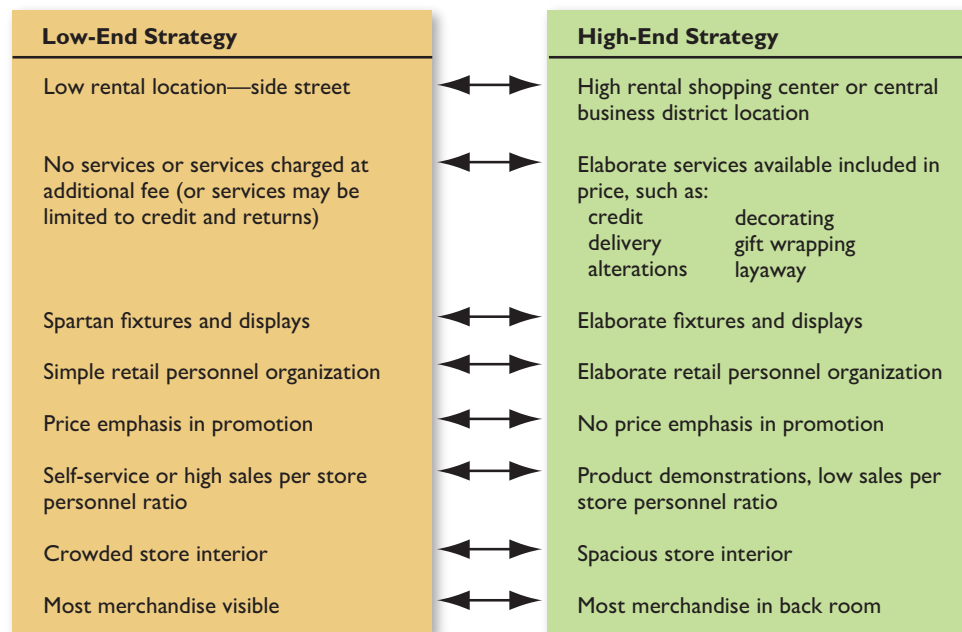 Low-End Strategy
High-End Strategy
Low rental location—side street
High rental shopping center or central
business district location
No services or services charged at
additional fee (or services may be
limited to credit and returns)
Elaborate services available included in
price, such as:
credit decorating
delivery gift wrapping
alterations layaway
Spartan fixtures and displays
Elaborate fixtures and displays
Simple retail personnel organization
Elaborate retail personnel organization
Price emphasis in promotion
No price emphasis in promotion
Self-service or high sales per store
personnel ratio
Product demonstrations, low sales per
store personnel ratio
Crowded store interior
Spacious store interior
Most merchandise visible
Most merchandise in back room